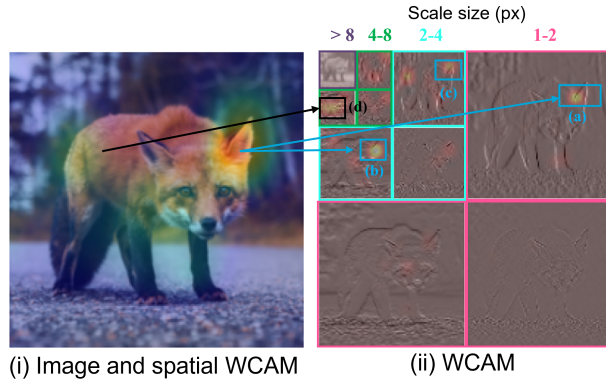 Scale size (px)
> 8 4-8 2-4 1-2
(d)
(c)
(a)
(b)
(i) Image and spatial WCAM
(ii) WCAM